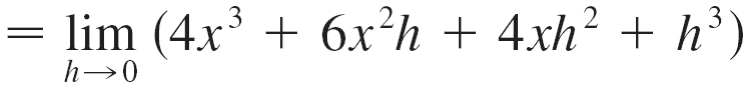 = lim (4x³ + 6x²h + 4xh² + h³)
h→0